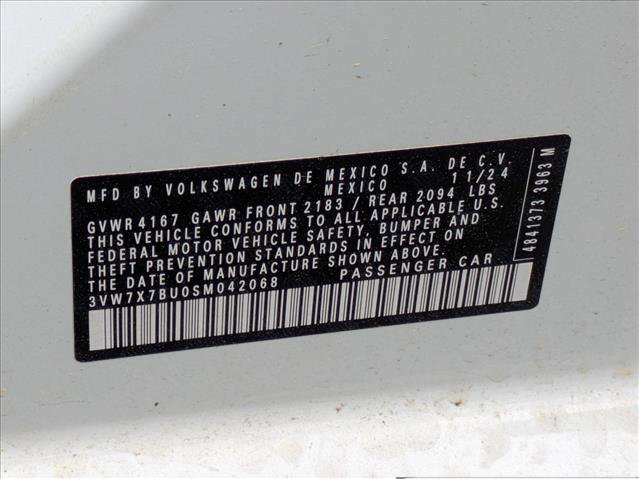 MFD BY VOLKSWAGEN DE MEXICO S.A. DE C.V.
MEXICO 11/24
GVWR 4167 GAWR FRONT 2183 / REAR 2094 LBS
THIS VEHICLE CONFORMS TO ALL APPLICABLE U.S.
FEDERAL MOTOR VEHICLE SAFETY, BUMPER AND
THEFT PREVENTION STANDARDS IN EFFECT ON
THE DATE OF MANUFACTURE SHOWN ABOVE.
3VW7X7BU0SM042068 PASSENGER CAR
4841373 3963 M